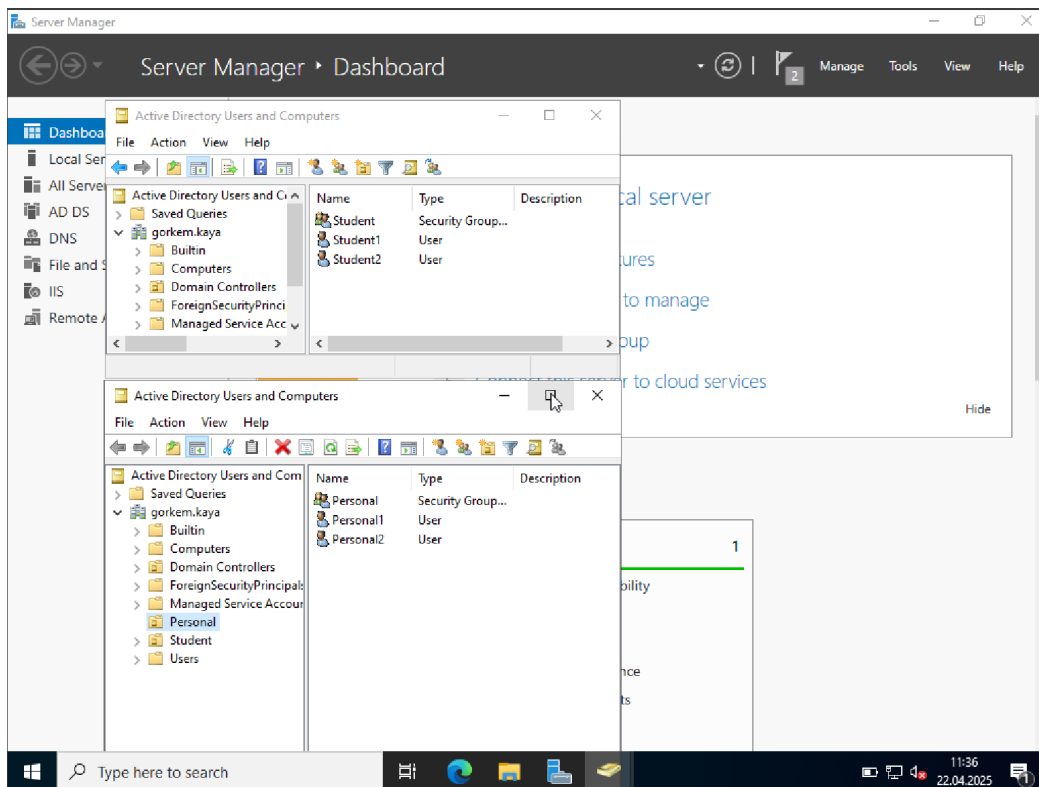 Server Manager
Server Manager ‣ Dashboard
2
Manage Tools View Help
Dashboa
Local Ser
All Server
AD DS
DNS
File and S
IIS
Remote A
Active Directory Users and Computers
File Action View Help
Active Directory Users and C
Saved Queries
gorkem.kaya
Builtin
Computers
Domain Controllers
ForeignSecurityPrinci
Managed Service Acc
Name Type Description
Student Security Group...
Student1 User
Student2 User
cal server
tures
to manage
oup
Connect this server to cloud services
Hide
Active Directory Users and Computers
File Action View Help
Active Directory Users and Com
Saved Queries
gorkem.kaya
Builtin
Computers
Domain Controllers
ForeignSecurityPrincipals
Managed Service Accour
Personal
Student
Users
Name Type Description
Personal Security Group...
Personal1 User
Personal2 User
1
bility
nce
ts
Type here to search
11:36
22.04.2025
1